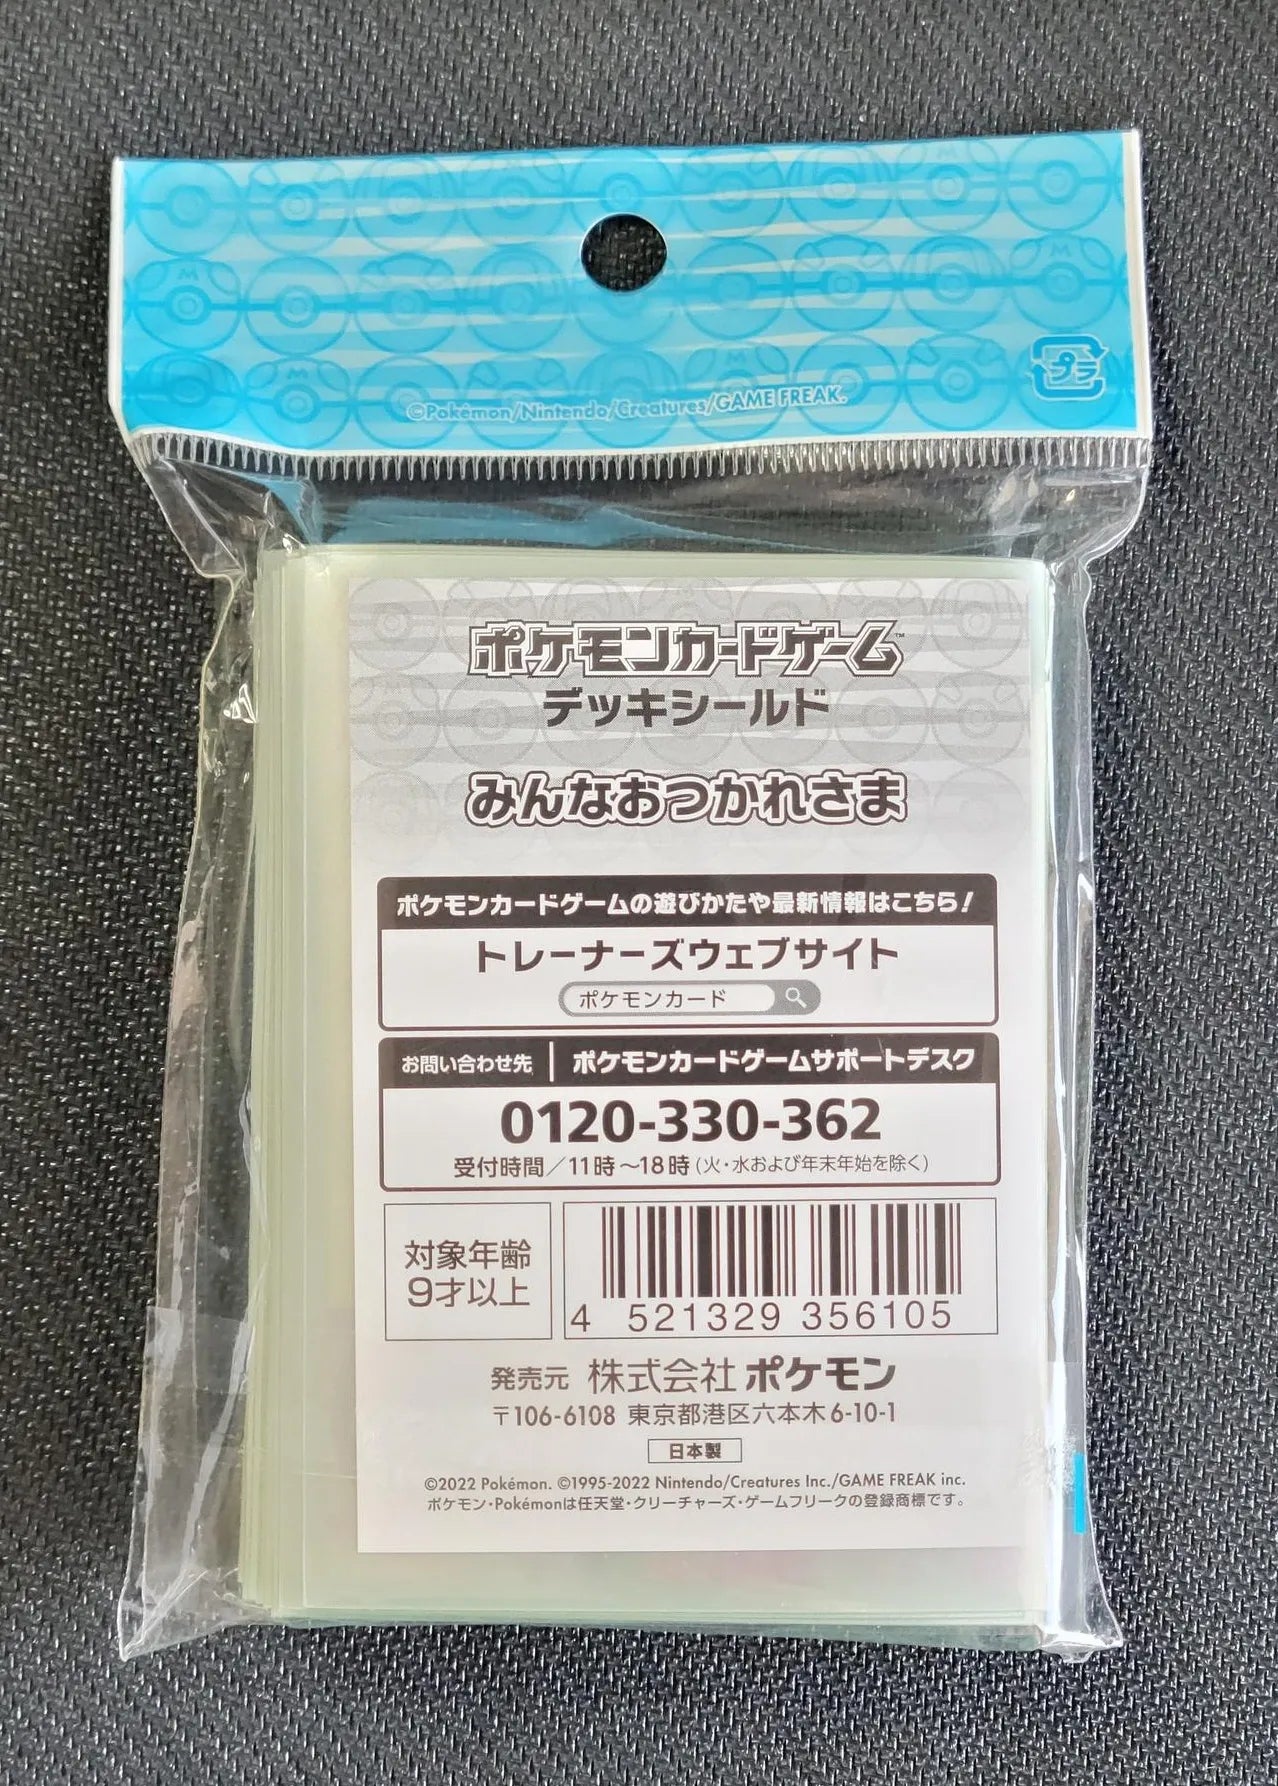 プラ
©Pokémon/Nintendo/Creatures/GAME FREAK.
ポケモンカードゲーム™
デッキシールド
みんなおつかれさま
ポケモンカードゲームの遊びかたや最新情報はこちら!
トレーナーズウェブサイト
ポケモンカード
お問い合わせ先 ポケモンカードゲームサポートデスク
0120-330-362
受付時間/11時〜18時(火・水および年末年始を除く)
対象年齢
9才以上
4 521329 356105
発売元 株式会社ポケモン
〒106-6108 東京都港区六本木6-10-1
日本製
©2022 Pokémon. ©1995-2022 Nintendo/Creatures Inc./GAME FREAK inc.
ポケモン・Pokémonは任天堂・クリーチャーズ・ゲームフリークの登録商標です。